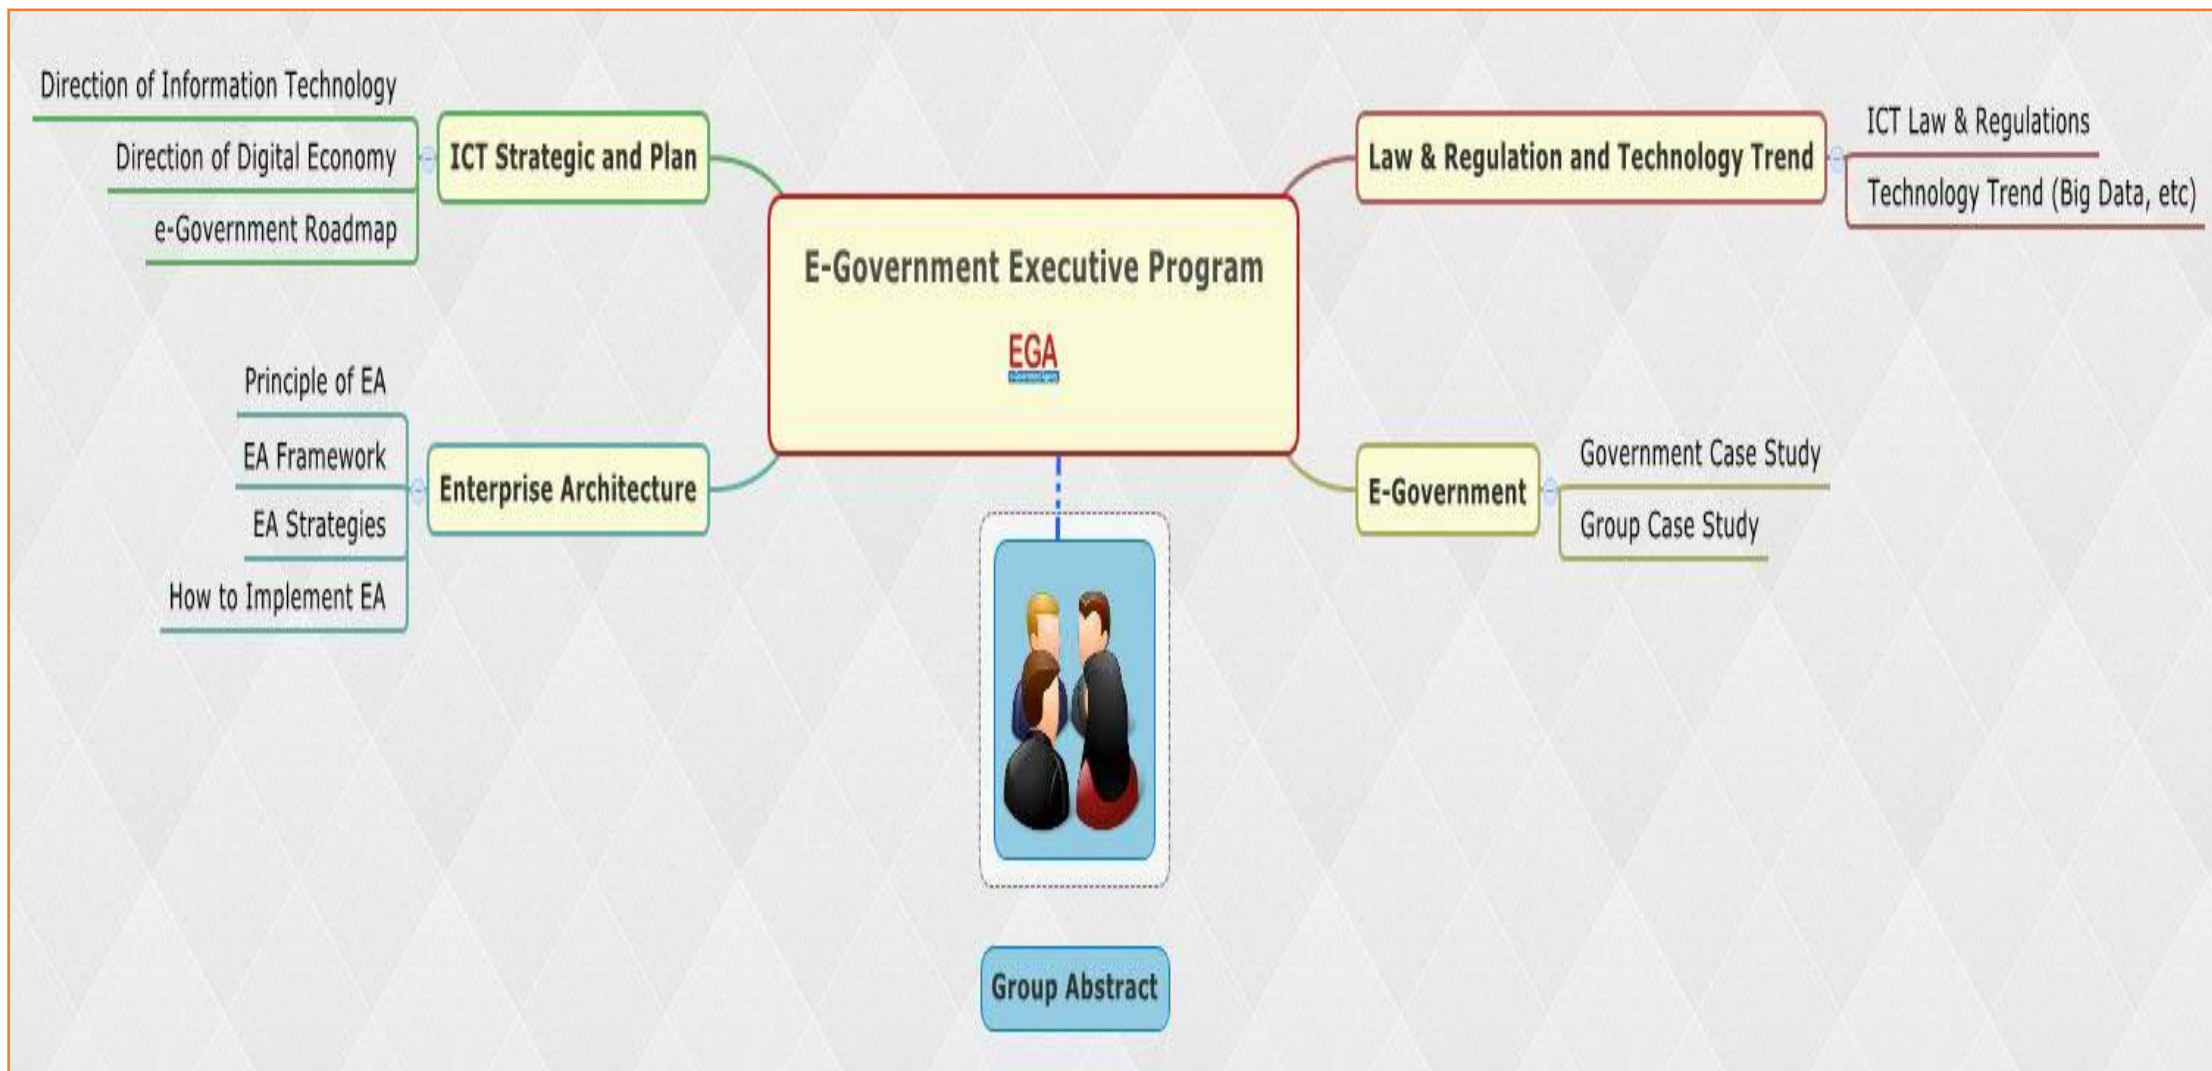 Direction of Information Technology
Direction of Digital Economy
e-Government Roadmap
ICT Strategic and Plan
Principle of EA
EA Framework
EA Strategies
How to Implement EA
Enterprise Architecture
E-Government Executive Program
EGA
Law & Regulation and Technology Trend
ICT Law & Regulations
Technology Trend (Big Data, etc)
E-Government
Government Case Study
Group Case Study
Group Abstract